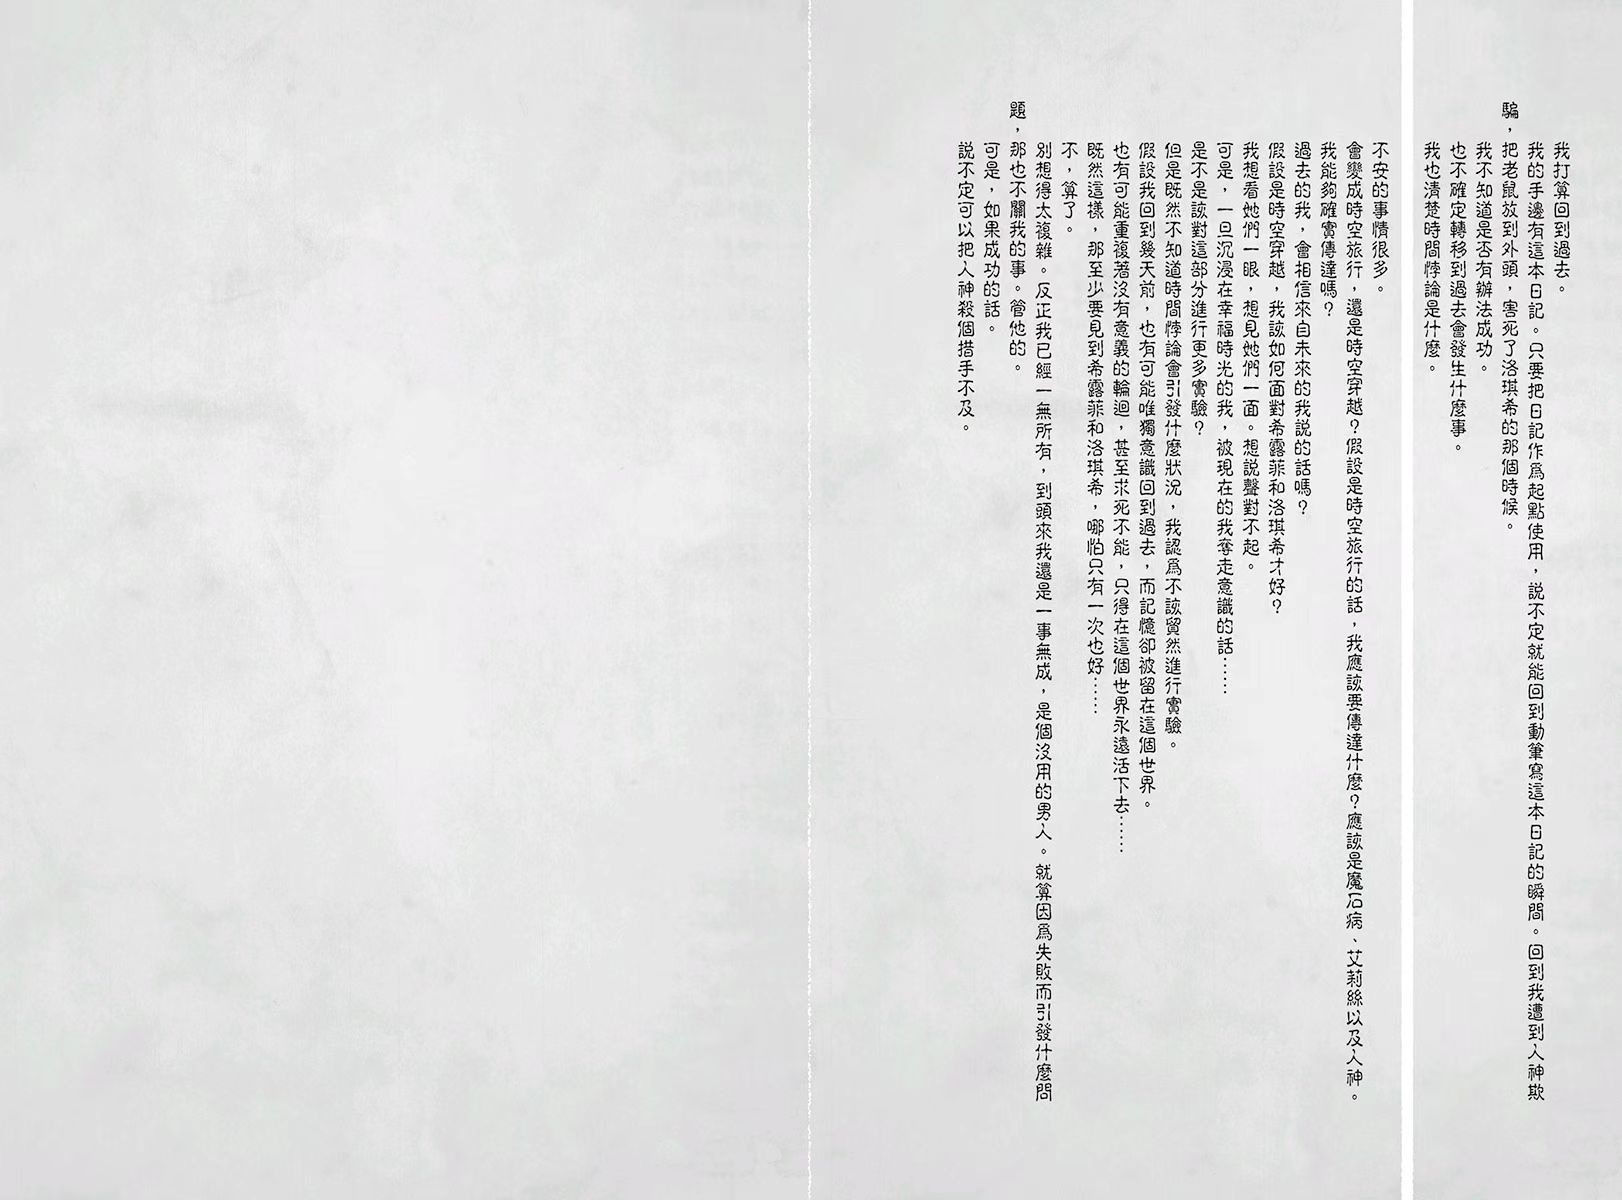 我打算回到過去。
我的手邊有這本日記。只要把日記作為起點使用，說不定就能回到動筆寫這本日記的瞬間。回到我遭到人神欺
騙，把老鼠放到外頭，害死了洛琪希的那個時候。
我不知道是否有辦法成功。
也不確定轉移到過去會發生什麼事。
我也清楚時間悖論是什麼。
不安的事情很多。
會變成時空旅行，還是時空穿越？假設是時空旅行的話，我應該要傳達什麼？應該是魔石病、艾莉絲以及人神。
我能夠確實傳達嗎？
過去的我，會相信來自未來的我說的話嗎？
假設是時空穿越，我該如何面對希露菲和洛琪希才好？
我想看她們一眼，想見她們一面。想說聲對不起。
可是，一旦沉浸在幸福時光的我，被現在的我奪走意識的話……
是不是該對這部分進行更多實驗？
但是既然不知道時間悖論會引發什麼狀況，我認為不該貿然進行實驗。
假設我回到幾天前，也有可能唯獨意識回到過去，而記憶卻被留在這個世界。
也有可能重複著沒有意義的輪迴，甚至求死不能，只得在這個世界永遠活下去……
既然這樣，那至少要見到希露菲和洛琪希，哪怕只有一次也好……
不，算了。
別想得太複雜。反正我已經一無所有，到頭來我還是一事無成，是個沒用的男人。就算因為失敗而引發什麼問
題，那也不關我的事。管他的。
可是，如果成功的話。
說不定可以把人神殺個措手不及。